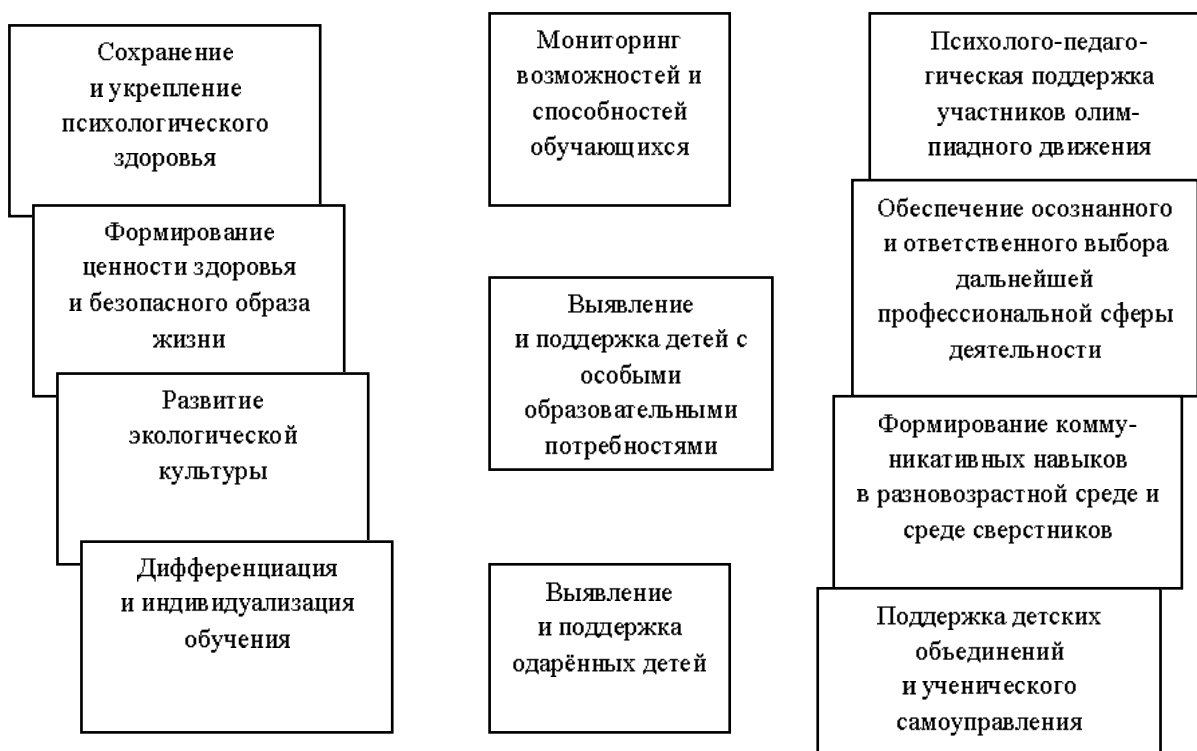 Сохранение
и укрепление
психологического
здоровья
Формирование
ценности здоровья
и безопасного образа
жизни
Развитие
экологической
культуры
Дифференциация
и индивидуализация
обучения
Мониторинг
возможностей и
способностей
обучающихся
Выявление
и поддержка детей с
особыми
образовательными
потребностями
Выявление
и поддержка
одарённых детей
Психолого-педаго-
гическая поддержка
участников олим-
пиадного движения
Обеспечение осознанного
и ответственного выбора
дальнейшей
профессиональной сферы
деятельности
Формирование комму-
никативных навыков
в разновозрастной среде и
среде сверстников
Поддержка детских
объединений
и ученического
самоуправления